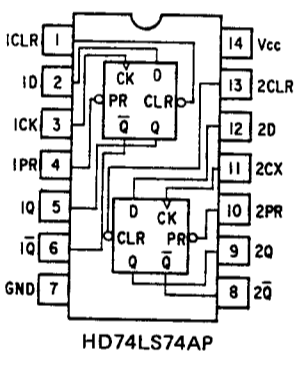 1CLR 1 14 Vcc
1D 2 13 2CLR
1CK 3 12 2D
1PR 4 11 2CX
1Q 5 10 2PR
1Q̅ 6 9 2Q
GND 7 8 2Q̅
CK D
PR CLR
Q̅ Q
D CK
CLR PR
Q Q̅
HD74LS74AP